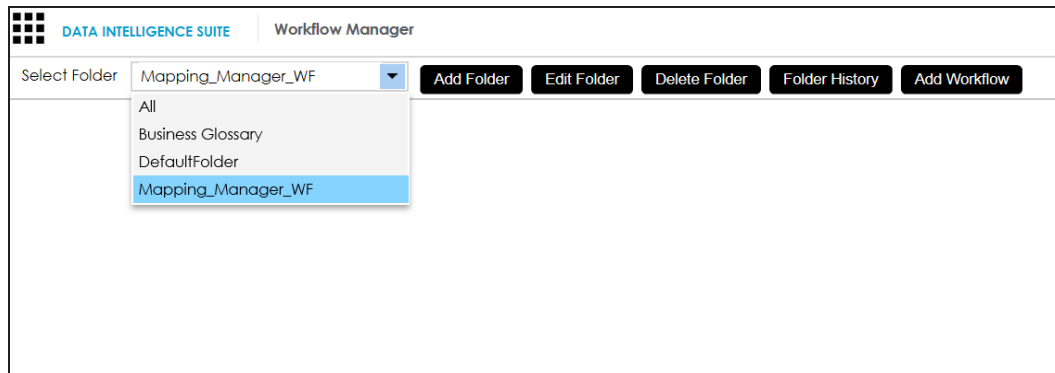 DATA INTELLIGENCE SUITE Workflow Manager
Select Folder Mapping_Manager_WF Add Folder Edit Folder Delete Folder Folder History Add Workflow
All
Business Glossary
DefaultFolder
Mapping_Manager_WF